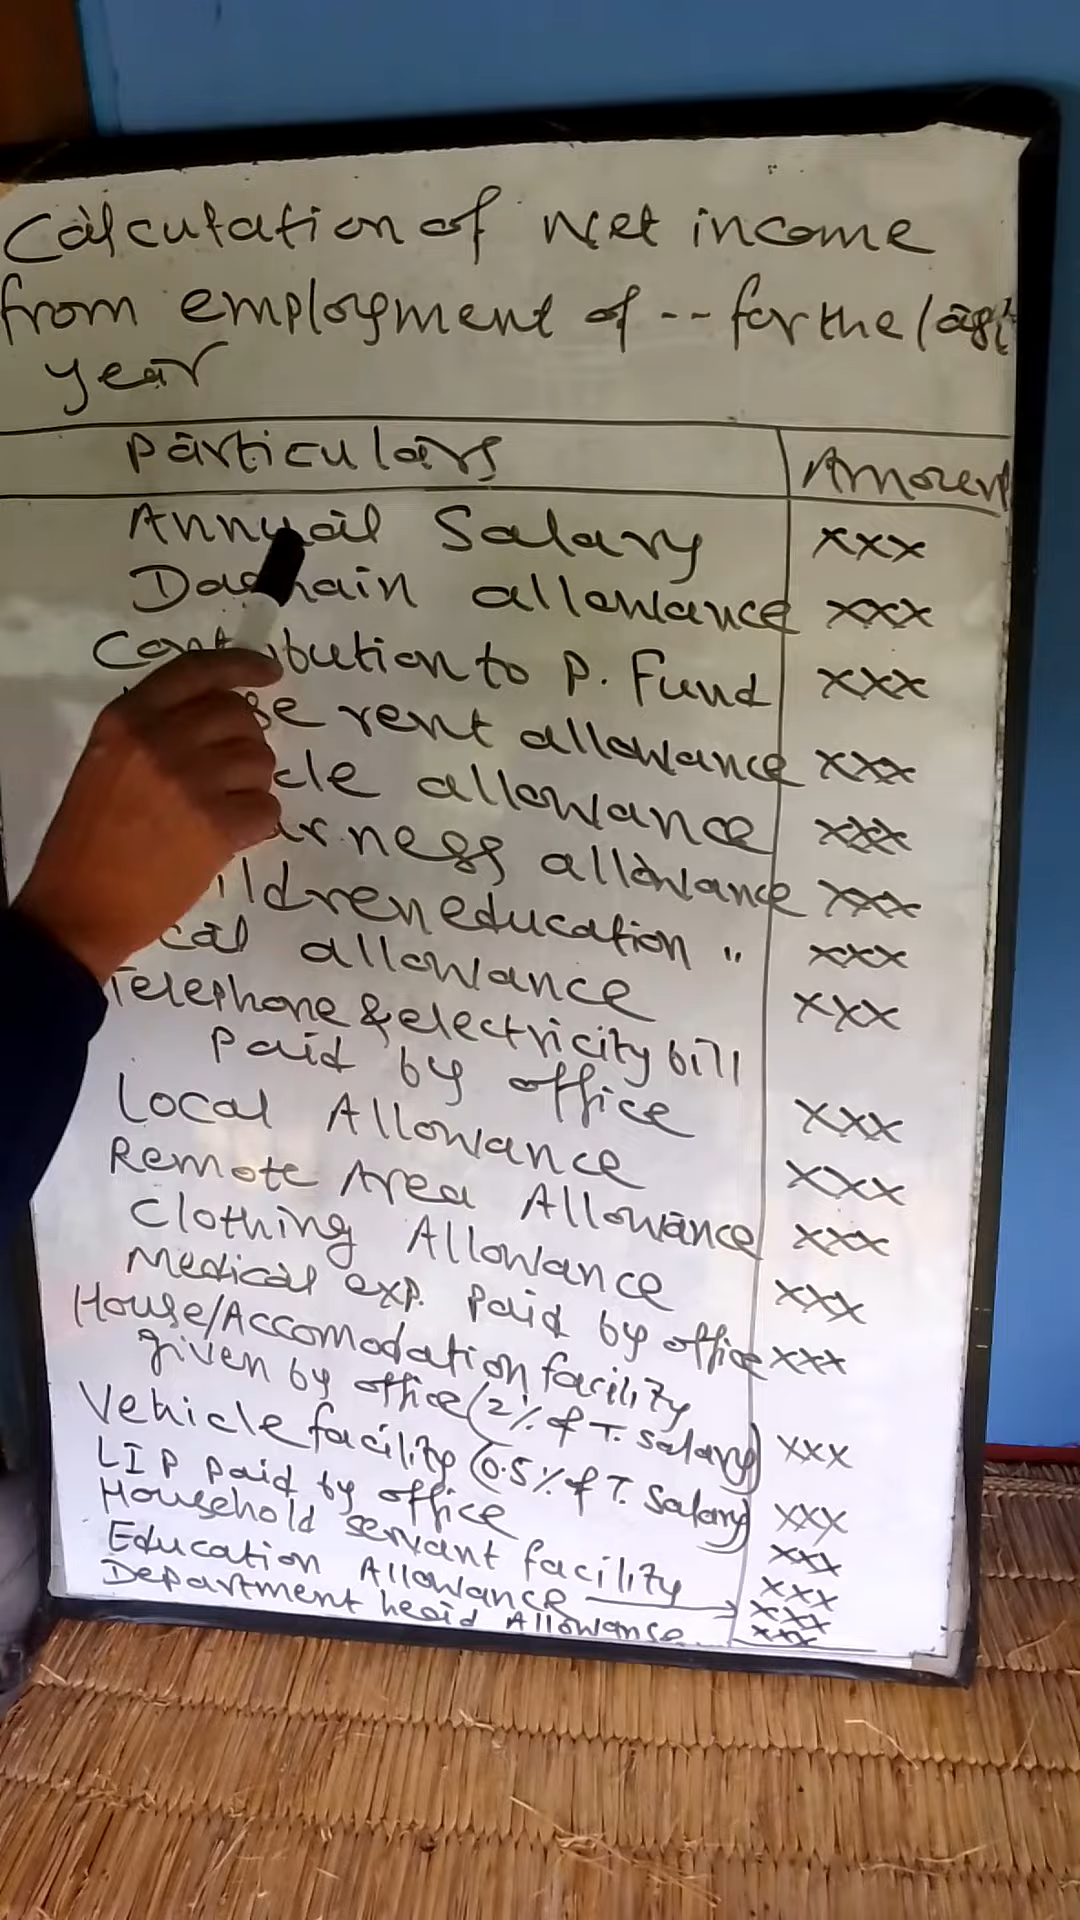 Calculation of Net income
from employment of -- for the last
year
Particulars Amount
Annual Salary xxx
Dashain allowance xxx
Contribution to P. Fund xxx
rent allowance xxx
allowance xxx
allowance xxx
education " xxx
allowance xxx
Telephone & electricity bill
Paid by office xxx
Local Allowance xxx
Remote Area Allowance xxx
Clothing Allowance xxx
Medical exp. Paid by office xxx
House/Accomodation facility
given by office (2% of T. Salary) xxx
Vehicle facility (0.5% of T. Salary) xxx
LIP paid by office xxx
Household servant facility xxx
Education Allowance xxx
Department head Allowanse xxx